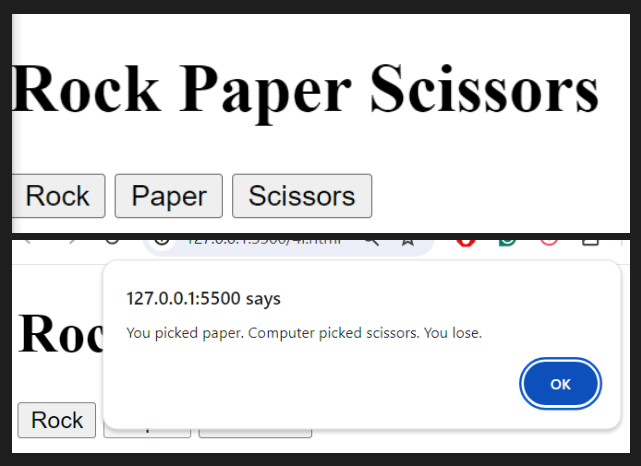 Rock Paper Scissors
Rock Paper Scissors
127.0.0.1:5500/41.html
127.0.0.1:5500 says
You picked paper. Computer picked scissors. You lose.
OK
Roc
Rock